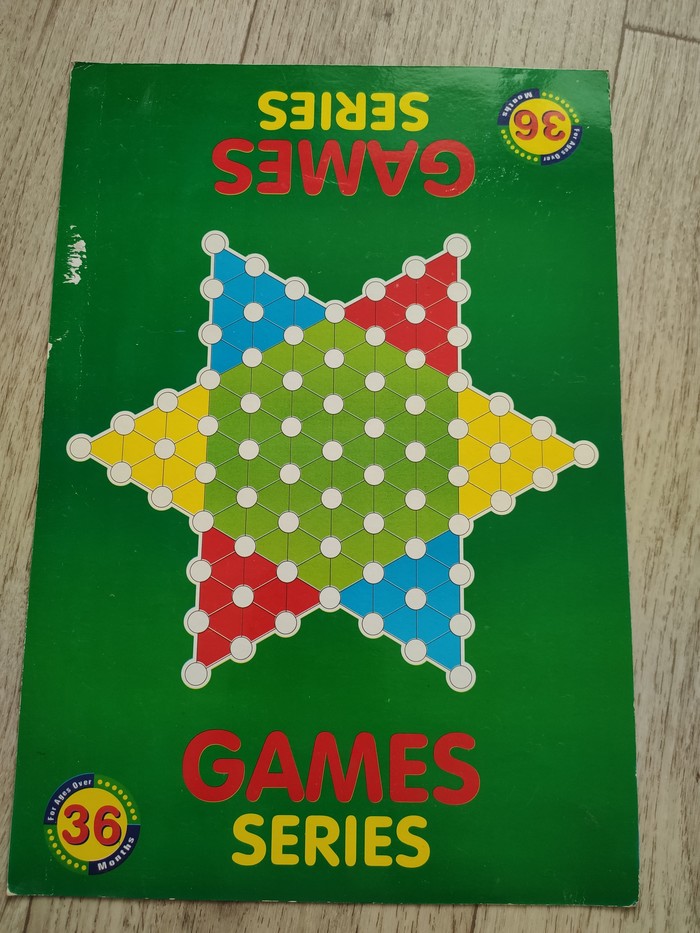 SERIES
GAMES
36
For Ages Over
Months
GAMES
SERIES
For Ages Over
36
Months